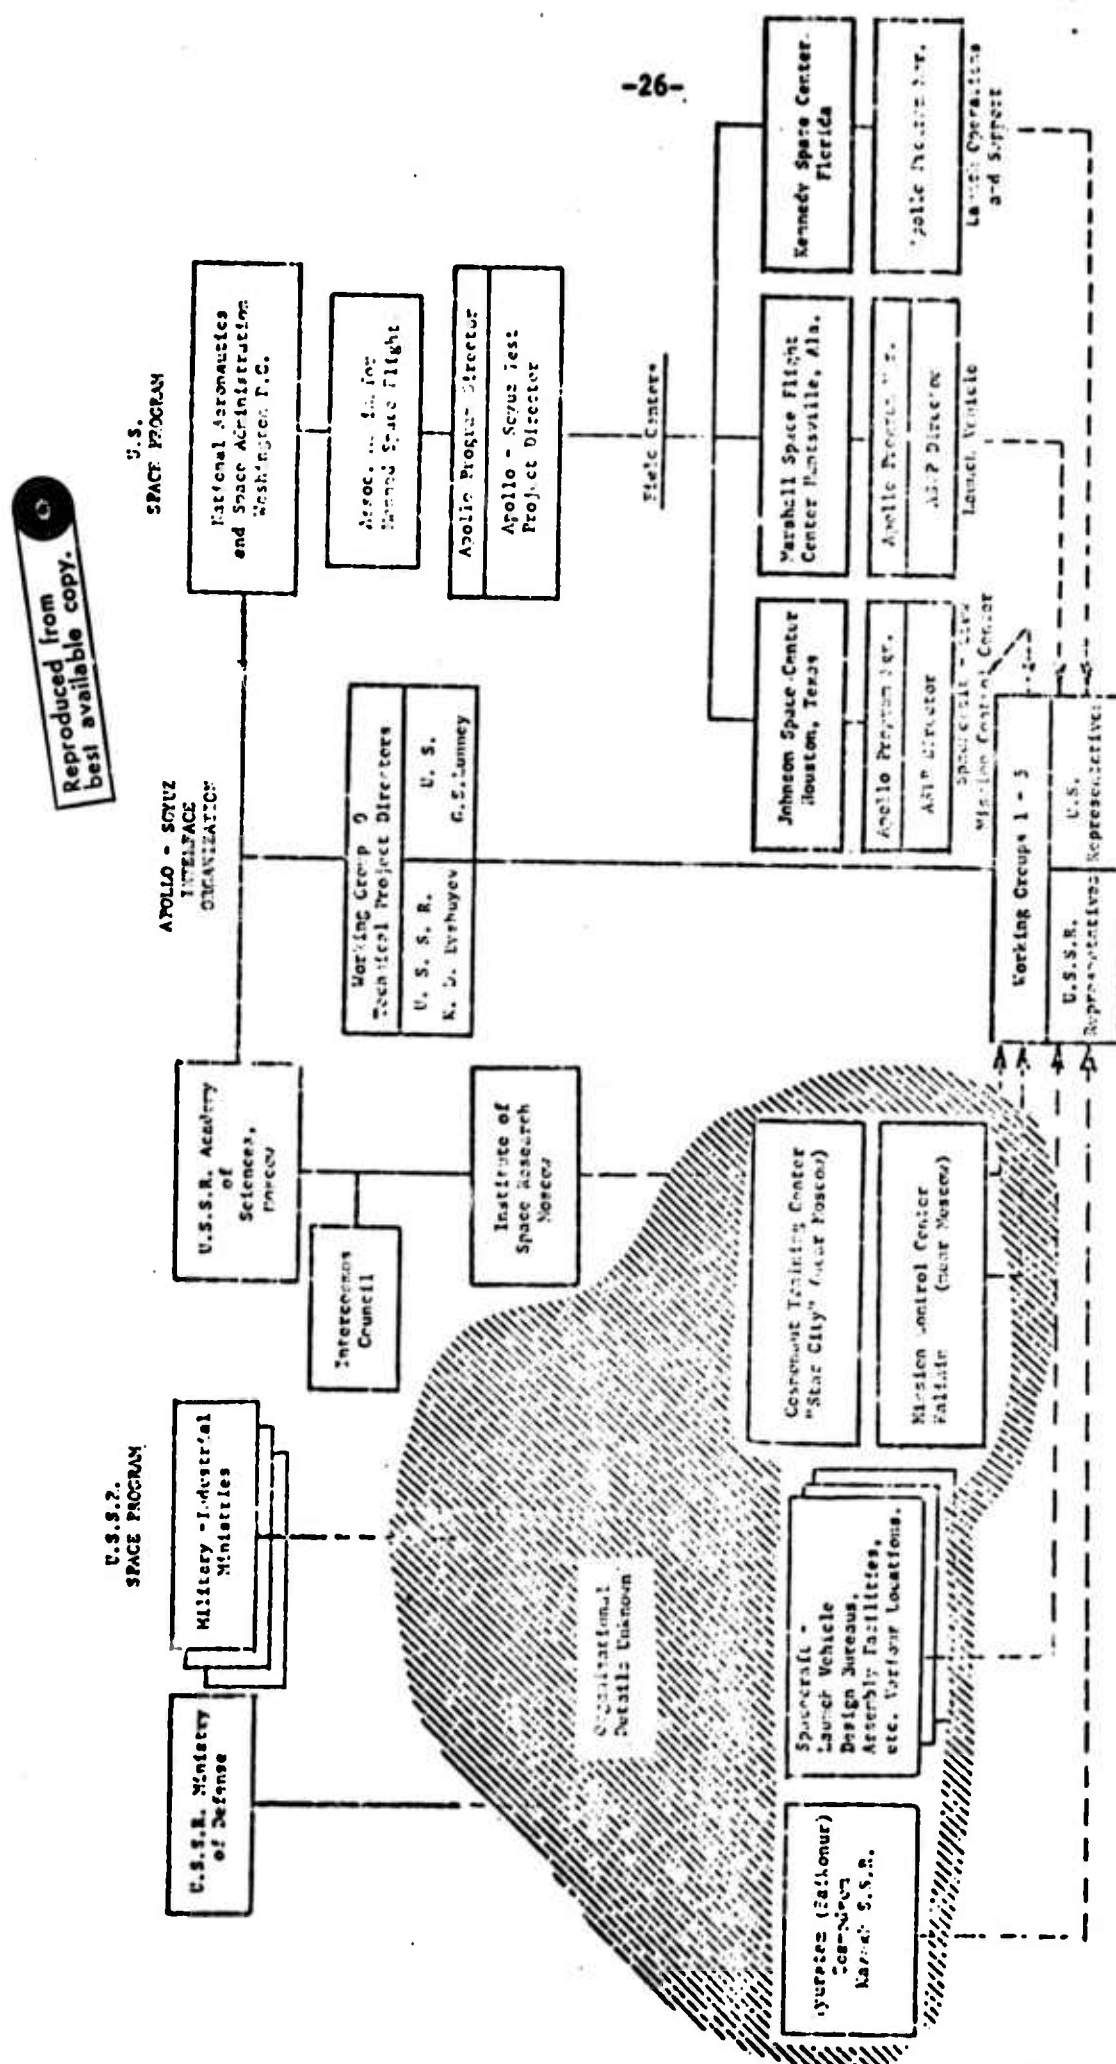 -26-
Reproduced from
best available copy.
U.S.
SPACE PROGRAM
National Aeronautics
and Space Administration
Washington D.C.
Manned Space Flight
Apollo Program Director
Apollo - Soyuz Test
Project Director
Field Centers
Kennedy Space Center
Florida
Apollo Program Mgr.
Launch Operations
and Support
Marshall Space Flight
Center Huntsville, Ala.
Apollo Program Mgr.
ASTP Director
Launch Vehicle
Johnson Space Center
Houston, Texas
Apollo Program Mgr.
ASTP Director
Spacecraft - Crew
Mission Control Center
APOLLO - SOYUZ
INTERFACE
ORGANIZATION
Working Group 0
Technical Project Directors
U. S. S. R.
U. S.
K. D. Bushuyev
G.S.Lunney
Working Groups 1 - 5
U.S.S.R.
Representatives
U.S.
Representatives
U.S.S.R.
SPACE PROGRAM
U.S.S.R. Academy
of
Sciences,
Moscow
Intercosmos
Council
Institute of
Space Research
Moscow
Military -Industrial
Ministries
U.S.S.R. Ministry
of Defense
Organizational
Details Unknown
Cosmonaut Training Center
"Star City" (near Moscow)
Mission Control Center
(near Moscow)
Spacecraft -
Launch Vehicle
Design Bureaus,
Assembly Facilities,
etc. Various Locations.
Tyuratam (Baikonur)
Cosmodrome
Kazakh S.S.R.